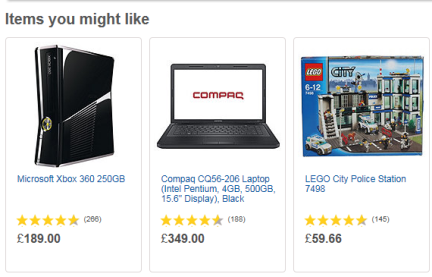 Items you might like
COMPAQ
LEGO CITY
6-12
7498
Microsoft Xbox 360 250GB
Compaq CQ56-206 Laptop
(Intel Pentium, 4GB, 500GB,
15.6" Display), Black
LEGO City Police Station
7498
(266)
(188)
(145)
£189.00
£349.00
£59.66